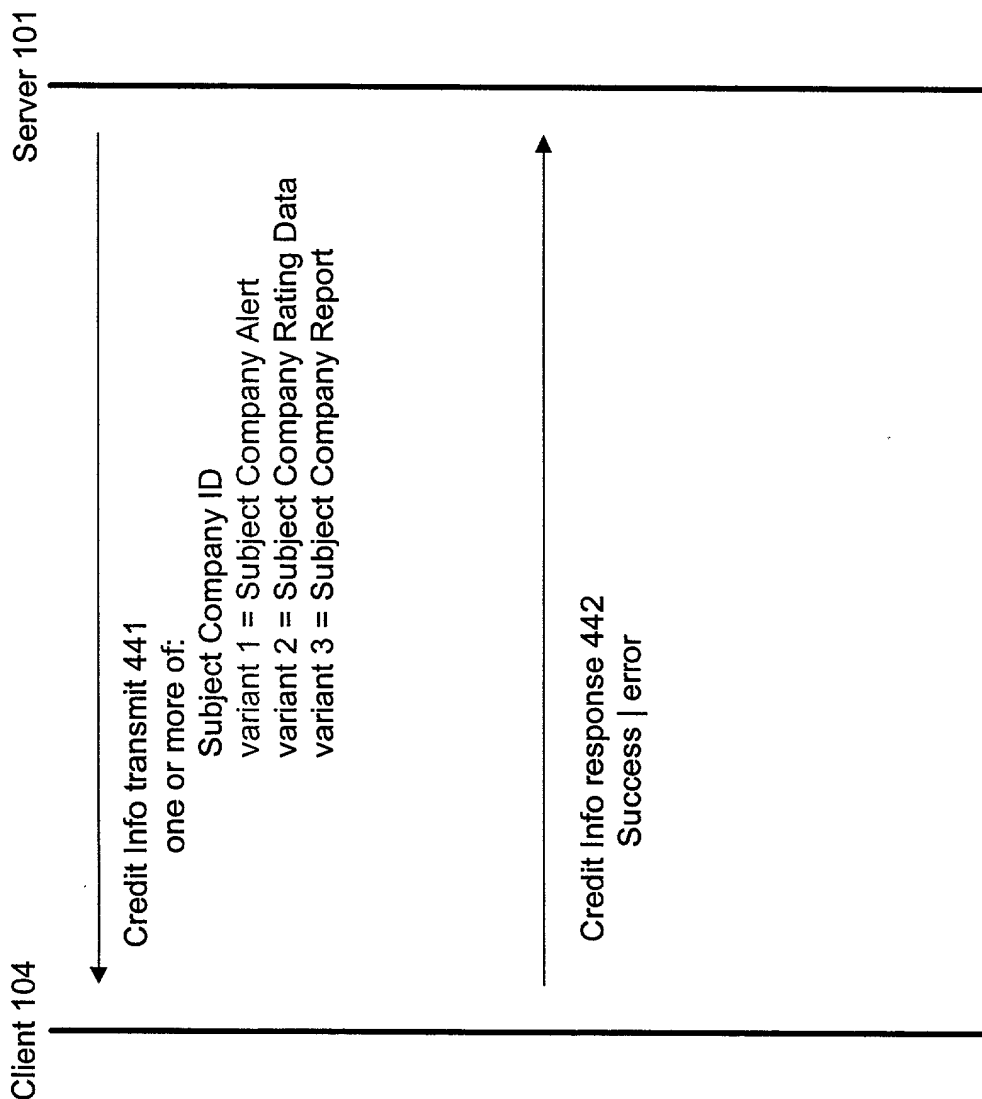 Client 104
Server 101
Credit Info transmit 441
one or more of:
Subject Company ID
variant 1 = Subject Company Alert
variant 2 = Subject Company Rating Data
variant 3 = Subject Company Report
Credit Info response 442
Success | error